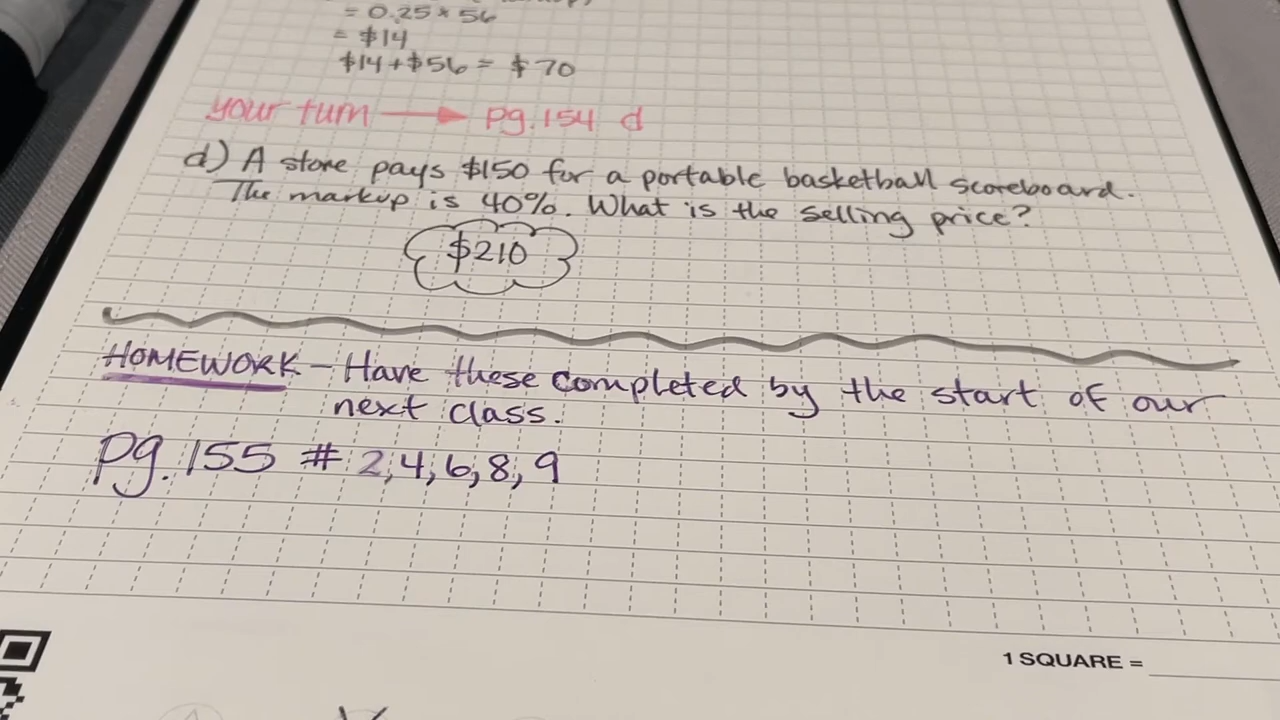 = 0.25 × 56
= $14
$14 + $56 = $70
your turn → pg. 154 d
d) A store pays $150 for a portable basketball scoreboard.
The markup is 40%. What is the selling price?
$210
HOMEWORK - Have these completed by the start of our
next class.
pg. 155 # 2, 4, 6, 8, 9
1 SQUARE =